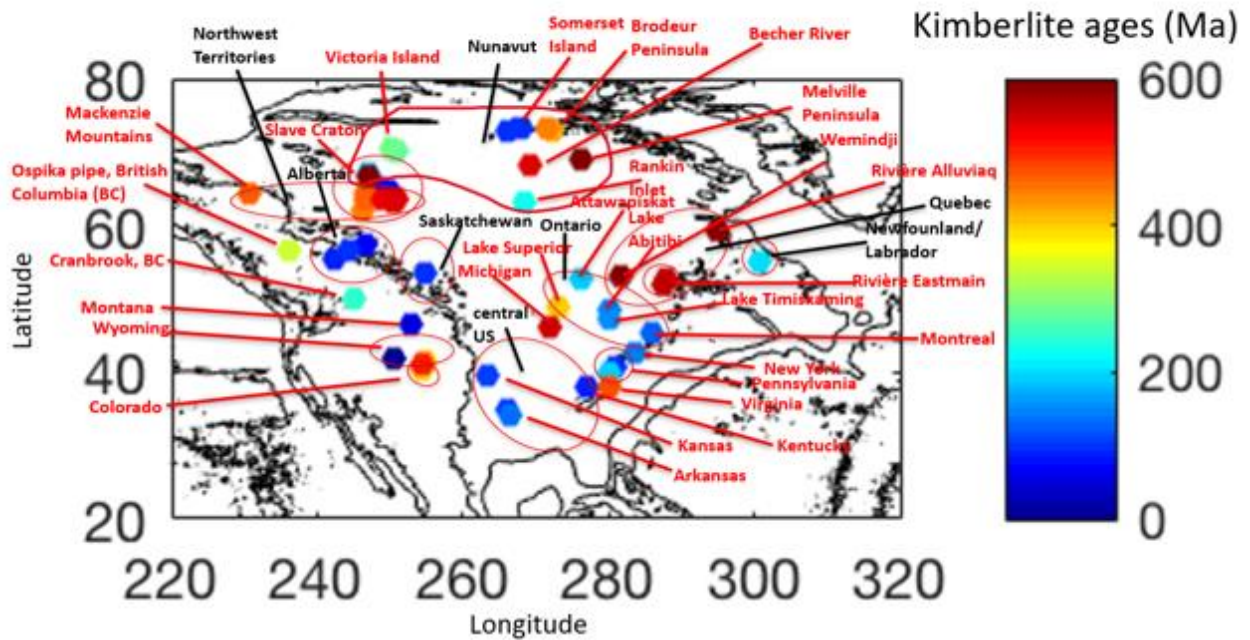 Kimberlite ages (Ma)
Northwest
Territories
Victoria Island
Nunavut
Somerset
Island
Brodeur
Peninsula
Becher River
Mackenzie
Mountains
Slave Craton
Melville
Peninsula
Wemindji
Ospika pipe, British
Columbia (BC)
Alberta
Rankin
Inlet
Rivière Alluviaq
Attawapiskat
Saskatchewan
Ontario
Lake
Abitibi
Quebec
Newfounland/
Labrador
Cranbrook, BC
Lake Superior
Michigan
Rivière Eastmain
Lake Timiskaming
Montana
Wyoming
central
US
Montreal
New York
Pennsylvania
Virginia
Colorado
Kansas
Kentucky
Arkansas
80
60
40
20
Latitude
220
240
260
280
300
320
Longitude
600
400
200
0